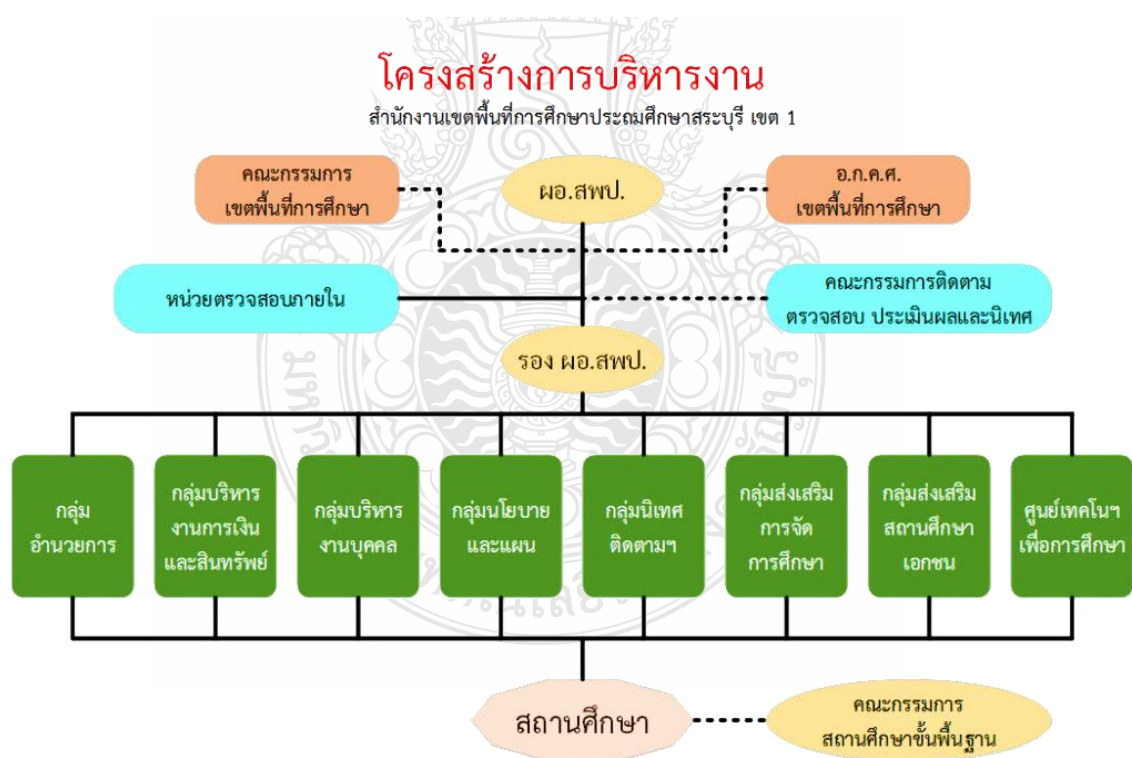 โครงสร้างการบริหารงาน
สำนักงานเขตพื้นที่การศึกษาประถมศึกษาสระบุรี เขต 1
คณะกรรมการ
เขตพื้นที่การศึกษา
ผอ.สพป.
อ.ก.ค.ศ.
เขตพื้นที่การศึกษา
หน่วยตรวจสอบภายใน
คณะกรรมการติดตาม
ตรวจสอบ ประเมินผลและนิเทศ
รอง ผอ.สพป.
กลุ่ม
อำนวยการ
กลุ่มบริหาร
งานการเงิน
และสินทรัพย์
กลุ่มบริหาร
งานบุคคล
กลุ่มนโยบาย
และแผน
กลุ่มนิเทศ
ติดตามฯ
กลุ่มส่งเสริม
การจัด
การศึกษา
กลุ่มส่งเสริม
สถานศึกษา
เอกชน
ศูนย์เทคโนฯ
เพื่อการศึกษา
สถานศึกษา
คณะกรรมการ
สถานศึกษาขั้นพื้นฐาน